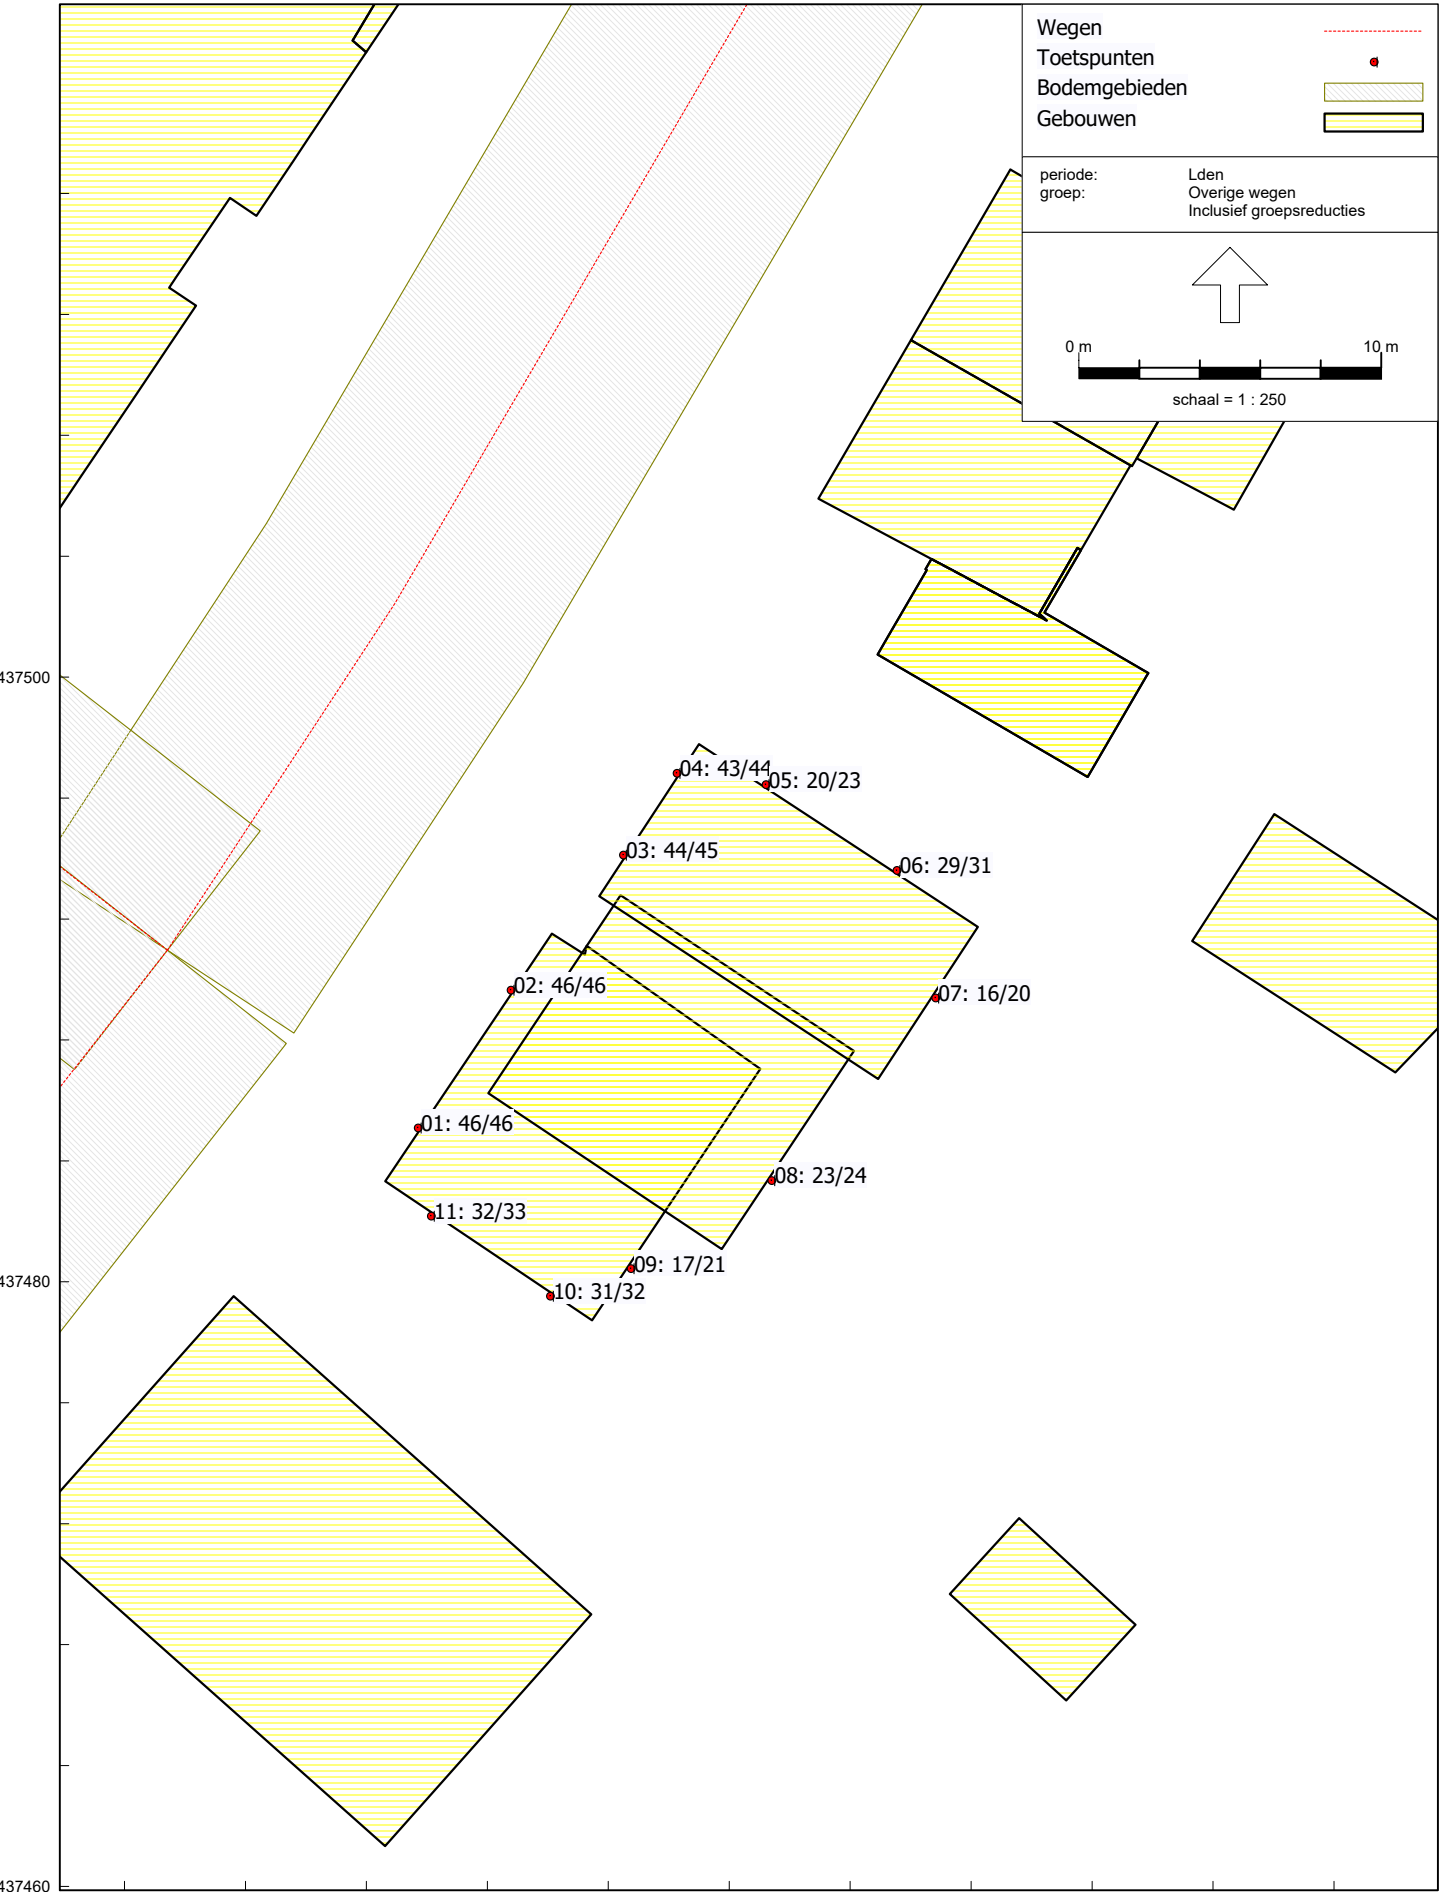 Wegen
Toetspunten
Bodemgebieden
Gebouwen
periode: Lden
groep: Overige wegen
Inclusief groepsreducties
0 m 10 m
schaal = 1 : 250
437500
04: 43/44
05: 20/23
03: 44/45
06: 29/31
02: 46/46
07: 16/20
01: 46/46
08: 23/24
11: 32/33
09: 17/21
437480
10: 31/32
437460